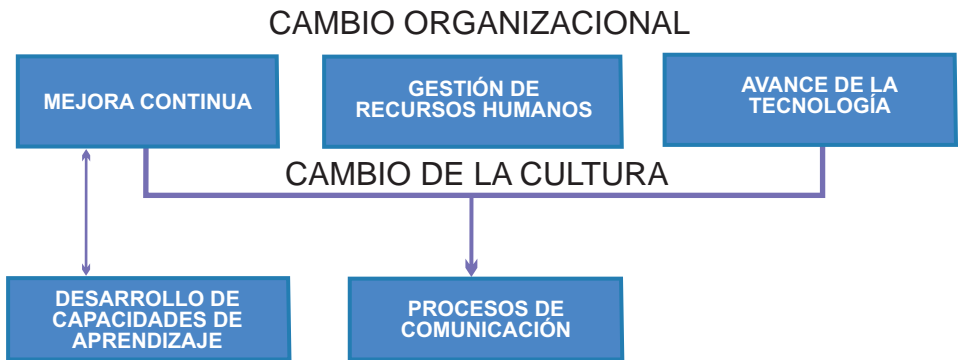 CAMBIO ORGANIZACIONAL
MEJORA CONTINUA
GESTIÓN DE
RECURSOS HUMANOS
AVANCE DE LA
TECNOLOGÍA
CAMBIO DE LA CULTURA
DESARROLLO DE
CAPACIDADES DE
APRENDIZAJE
PROCESOS DE
COMUNICACIÓN